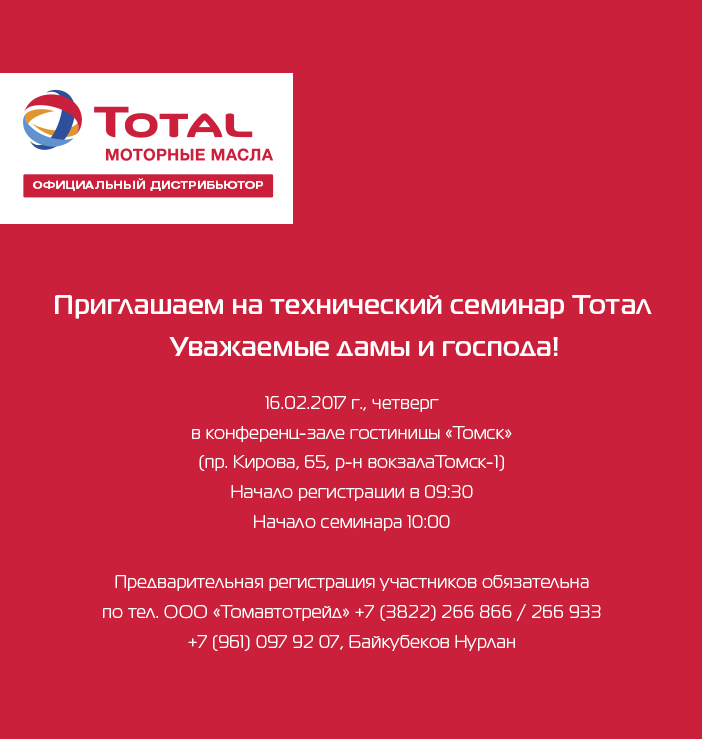 TOTAL
МОТОРНЫЕ МАСЛА
ОФИЦИАЛЬНЫЙ ДИСТРИБЬЮТОР
Приглашаем на технический семинар Тотал
Уважаемые дамы и господа!
16.02.2017 г., четверг
в конференц-зале гостиницы «Томск»
(пр. Кирова, 65, р-н вокзалаТомск-1)
Начало регистрации в 09:30
Начало семинара 10:00
Предварительная регистрация участников обязательна
по тел. ООО «Томавтотрейд» +7 (3822) 266 866 / 266 933
+7 (961) 097 92 07, Байкубеков Нурлан